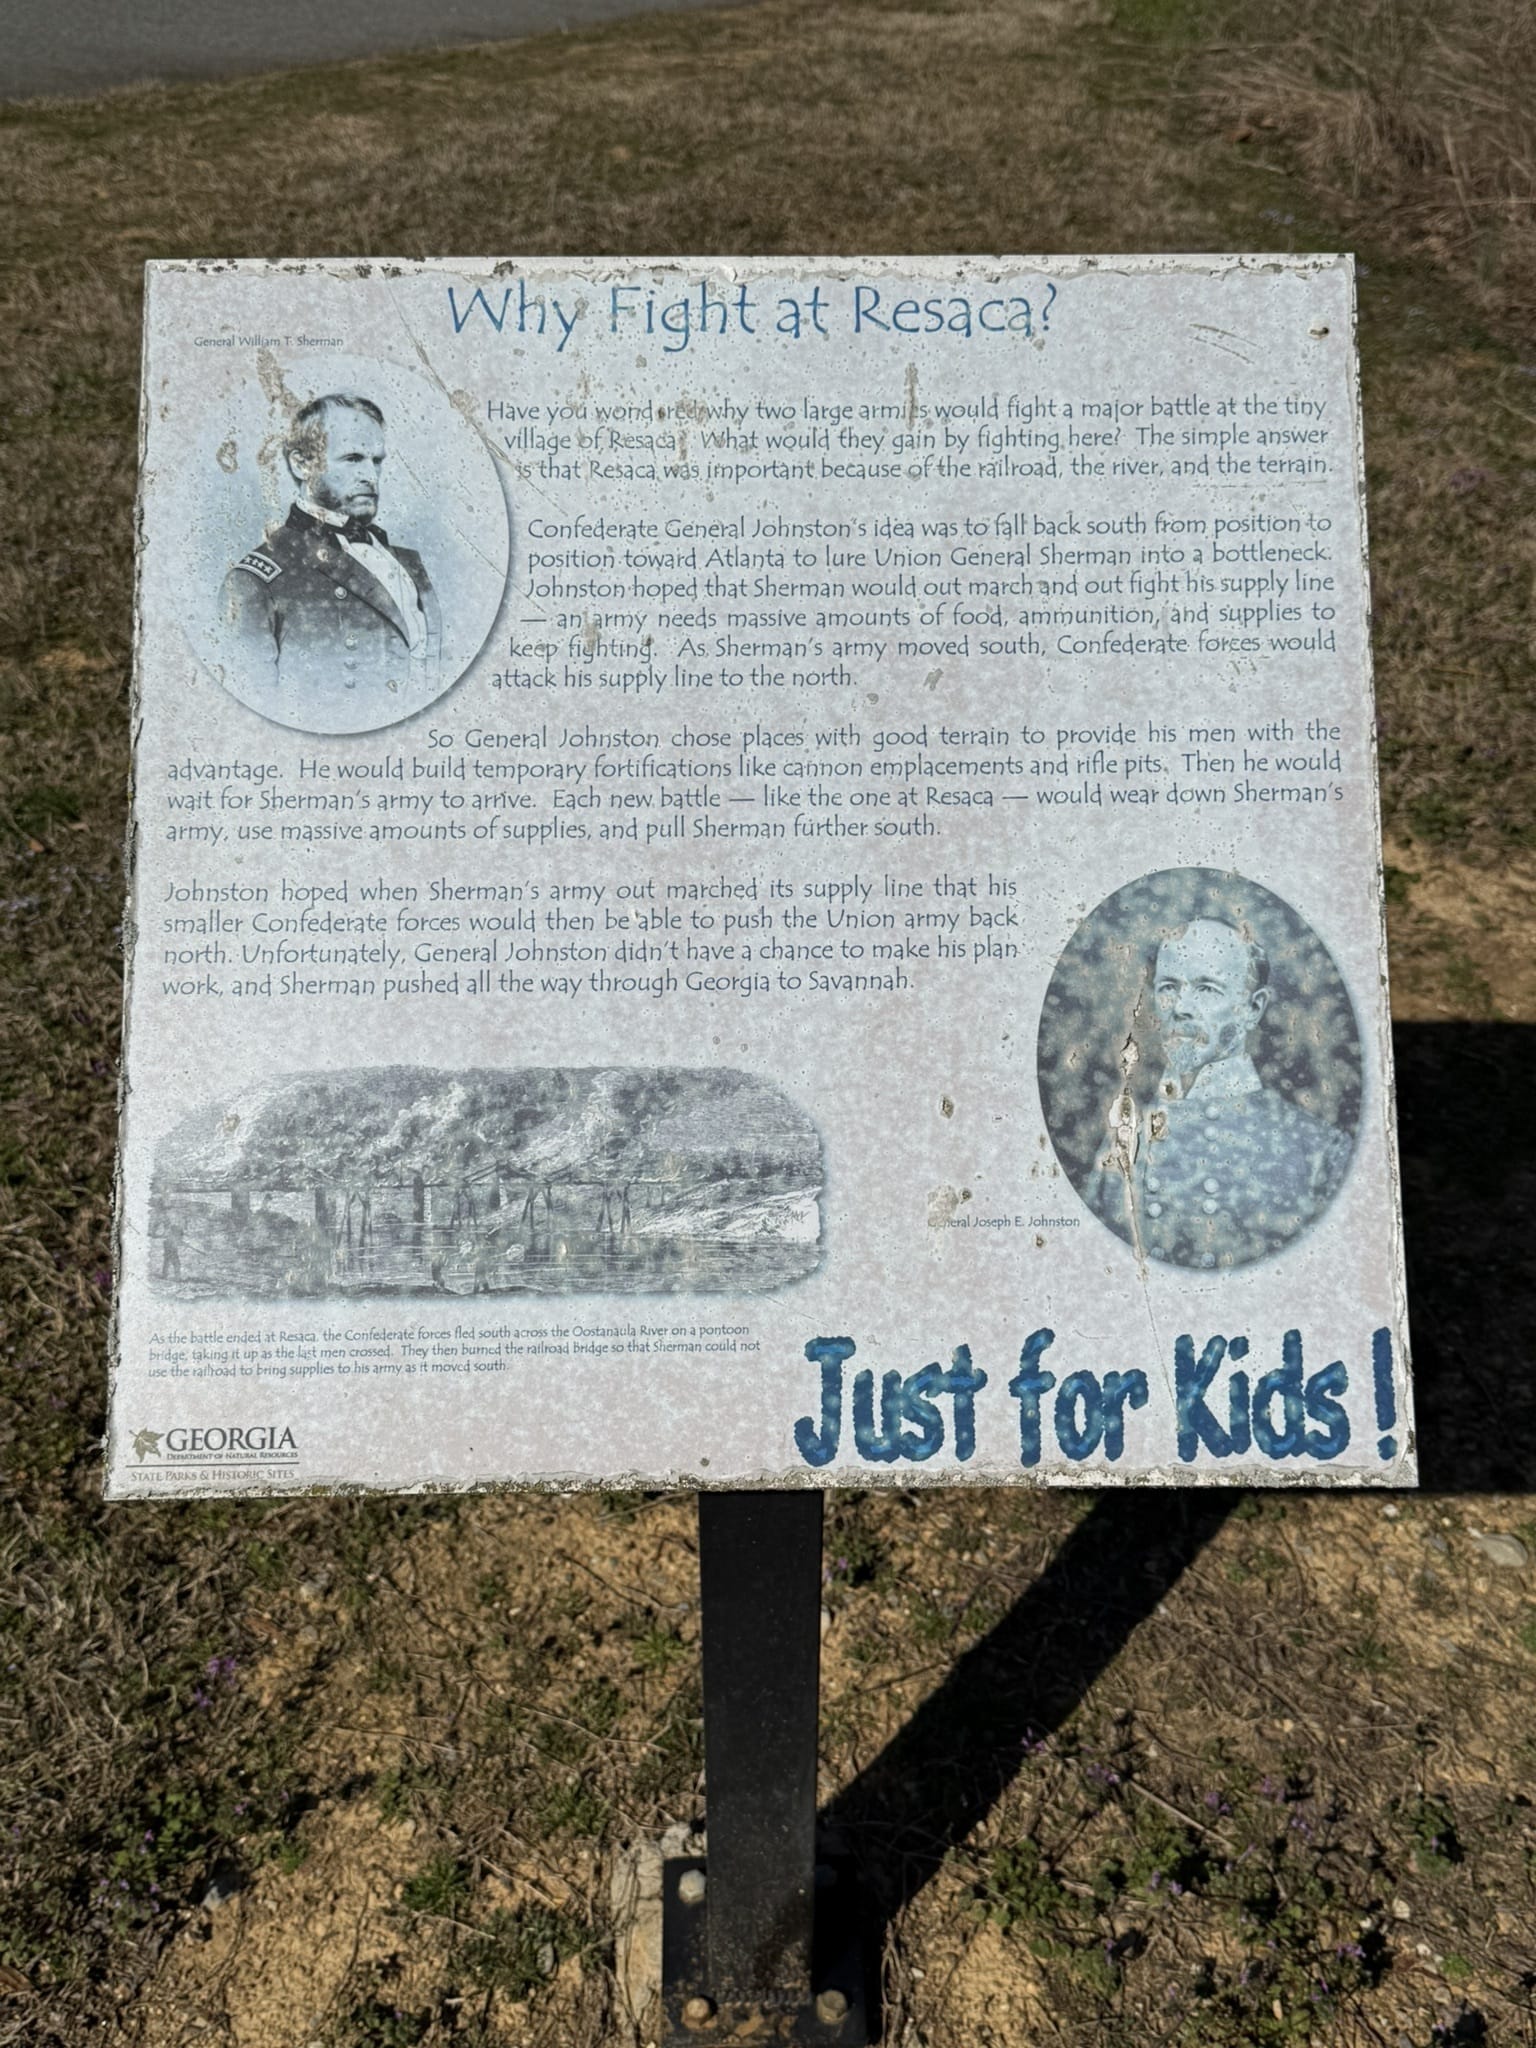 Why Fight at Resaca?
General William T. Sherman
Have you wondered why two large armies would fight a major battle at the tiny
village of Resaca? What would they gain by fighting here? The simple answer
is that Resaca was important because of the railroad, the river, and the terrain.
Confederate General Johnston's idea was to fall back south from position to
position toward Atlanta to lure Union General Sherman into a bottleneck.
Johnston hoped that Sherman would out march and out fight his supply line
— an army needs massive amounts of food, ammunition, and supplies to
keep fighting. As Sherman's army moved south, Confederate forces would
attack his supply line to the north.
So General Johnston chose places with good terrain to provide his men with the
advantage. He would build temporary fortifications like cannon emplacements and rifle pits. Then he would
wait for Sherman's army to arrive. Each new battle — like the one at Resaca — would wear down Sherman's
army, use massive amounts of supplies, and pull Sherman further south.
Johnston hoped when Sherman's army out marched its supply line that his
smaller Confederate forces would then be able to push the Union army back
north. Unfortunately, General Johnston didn't have a chance to make his plan
work, and Sherman pushed all the way through Georgia to Savannah.
General Joseph E. Johnston
As the battle ended at Resaca, the Confederate forces fled south across the Oostanaula River on a pontoon
bridge, taking it up as the last men crossed. They then burned the railroad bridge so that Sherman could not
use the railroad to bring supplies to his army as it moved south.
Just for Kids!
GEORGIA
DEPARTMENT OF NATURAL RESOURCES
STATE PARKS & HISTORIC SITES